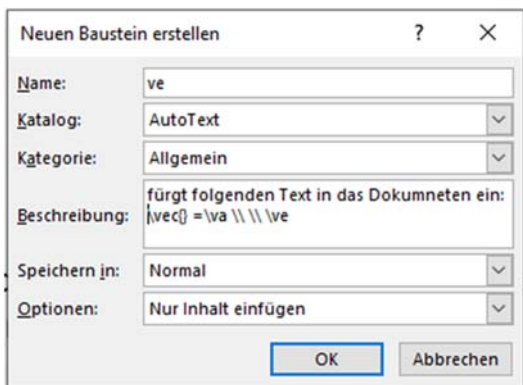 Neuen Baustein erstellen ? ×
Name: ve
Katalog: AutoText
Kategorie: Allgemein
fürgt folgenden Text in das Dokumneten ein:
Beschreibung: \vec{} =\va \\ \\ \ve
Speichern in: Normal
Optionen: Nur Inhalt einfügen
OK Abbrechen